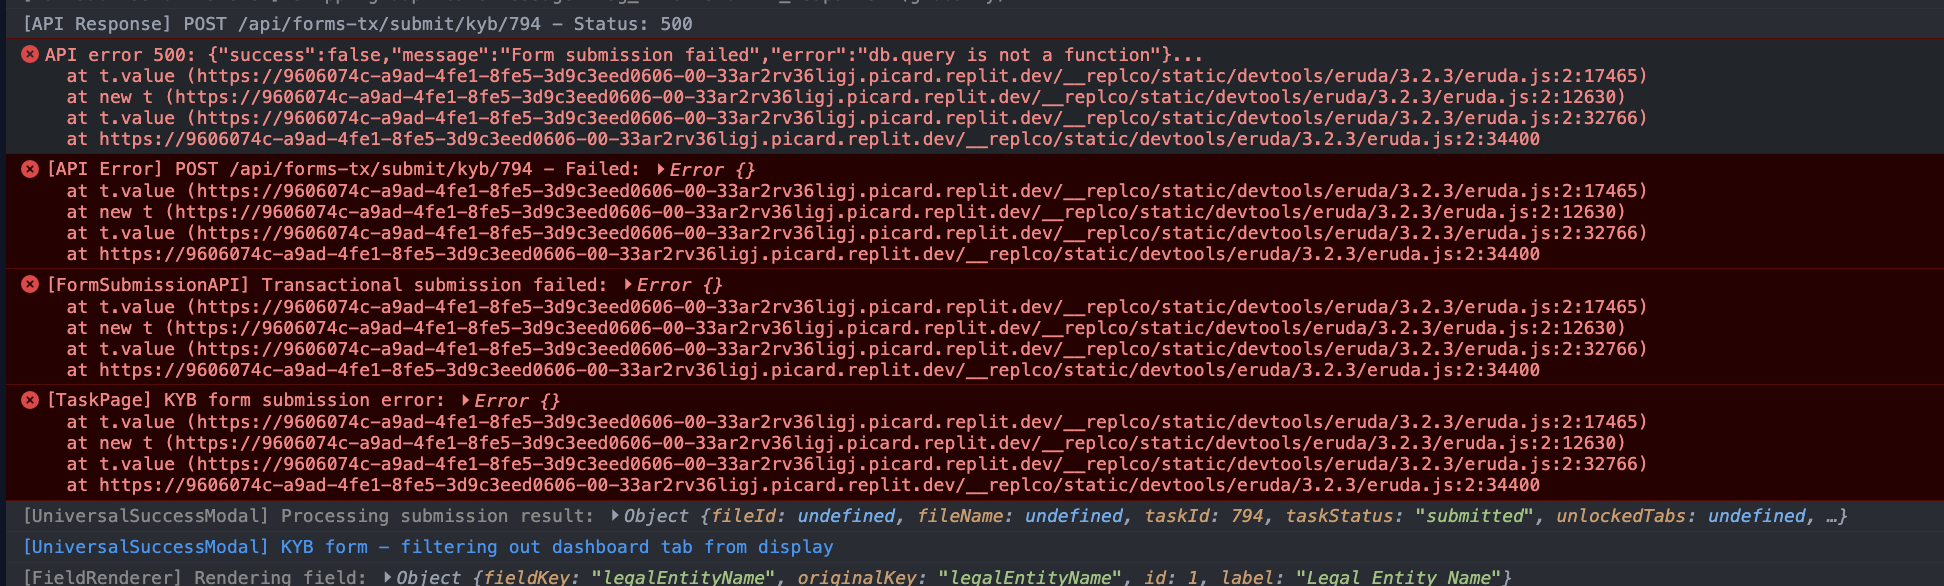 [API Response] POST /api/forms-tx/submit/kyb/794 – Status: 500
API error 500: {"success":false,"message":"Form submission failed","error":"db.query is not a function"}...
at t.value (https://9606074c-a9ad-4fe1-8fe5-3d9c3eed0606-00-33ar2rv36ligj.picard.replit.dev/__replco/static/devtools/eruda/3.2.3/eruda.js:2:17465)
at new t (https://9606074c-a9ad-4fe1-8fe5-3d9c3eed0606-00-33ar2rv36ligj.picard.replit.dev/__replco/static/devtools/eruda/3.2.3/eruda.js:2:12630)
at t.value (https://9606074c-a9ad-4fe1-8fe5-3d9c3eed0606-00-33ar2rv36ligj.picard.replit.dev/__replco/static/devtools/eruda/3.2.3/eruda.js:2:32766)
at https://9606074c-a9ad-4fe1-8fe5-3d9c3eed0606-00-33ar2rv36ligj.picard.replit.dev/__replco/static/devtools/eruda/3.2.3/eruda.js:2:34400
[API Error] POST /api/forms-tx/submit/kyb/794 – Failed: Error {}
at t.value (https://9606074c-a9ad-4fe1-8fe5-3d9c3eed0606-00-33ar2rv36ligj.picard.replit.dev/__replco/static/devtools/eruda/3.2.3/eruda.js:2:17465)
at new t (https://9606074c-a9ad-4fe1-8fe5-3d9c3eed0606-00-33ar2rv36ligj.picard.replit.dev/__replco/static/devtools/eruda/3.2.3/eruda.js:2:12630)
at t.value (https://9606074c-a9ad-4fe1-8fe5-3d9c3eed0606-00-33ar2rv36ligj.picard.replit.dev/__replco/static/devtools/eruda/3.2.3/eruda.js:2:32766)
at https://9606074c-a9ad-4fe1-8fe5-3d9c3eed0606-00-33ar2rv36ligj.picard.replit.dev/__replco/static/devtools/eruda/3.2.3/eruda.js:2:34400
[FormSubmissionAPI] Transactional submission failed: Error {}
at t.value (https://9606074c-a9ad-4fe1-8fe5-3d9c3eed0606-00-33ar2rv36ligj.picard.replit.dev/__replco/static/devtools/eruda/3.2.3/eruda.js:2:17465)
at new t (https://9606074c-a9ad-4fe1-8fe5-3d9c3eed0606-00-33ar2rv36ligj.picard.replit.dev/__replco/static/devtools/eruda/3.2.3/eruda.js:2:12630)
at t.value (https://9606074c-a9ad-4fe1-8fe5-3d9c3eed0606-00-33ar2rv36ligj.picard.replit.dev/__replco/static/devtools/eruda/3.2.3/eruda.js:2:32766)
at https://9606074c-a9ad-4fe1-8fe5-3d9c3eed0606-00-33ar2rv36ligj.picard.replit.dev/__replco/static/devtools/eruda/3.2.3/eruda.js:2:34400
[TaskPage] KYB form submission error: Error {}
at t.value (https://9606074c-a9ad-4fe1-8fe5-3d9c3eed0606-00-33ar2rv36ligj.picard.replit.dev/__replco/static/devtools/eruda/3.2.3/eruda.js:2:17465)
at new t (https://9606074c-a9ad-4fe1-8fe5-3d9c3eed0606-00-33ar2rv36ligj.picard.replit.dev/__replco/static/devtools/eruda/3.2.3/eruda.js:2:12630)
at t.value (https://9606074c-a9ad-4fe1-8fe5-3d9c3eed0606-00-33ar2rv36ligj.picard.replit.dev/__replco/static/devtools/eruda/3.2.3/eruda.js:2:32766)
at https://9606074c-a9ad-4fe1-8fe5-3d9c3eed0606-00-33ar2rv36ligj.picard.replit.dev/__replco/static/devtools/eruda/3.2.3/eruda.js:2:34400
[UniversalSuccessModal] Processing submission result: Object {fileId: undefined, fileName: undefined, taskId: 794, taskStatus: "submitted", unlockedTabs: undefined, …}
[UniversalSuccessModal] KYB form – filtering out dashboard tab from display
[FieldRenderer] Rendering field: Object {fieldKey: "legalEntityName", originalKey: "legalEntityName", id: 1, label: "Legal Entity Name"}